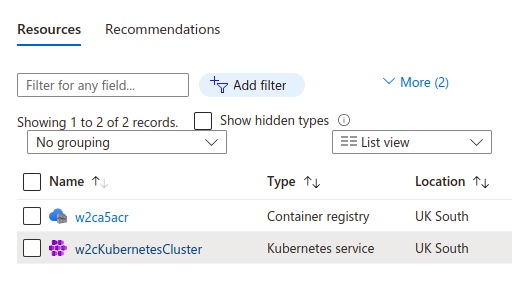 Resources Recommendations
Filter for any field... Add filter More (2)
Showing 1 to 2 of 2 records. Show hidden types
No grouping List view
Name Type Location
w2ca5acr Container registry UK South
w2cKubernetesCluster Kubernetes service UK South